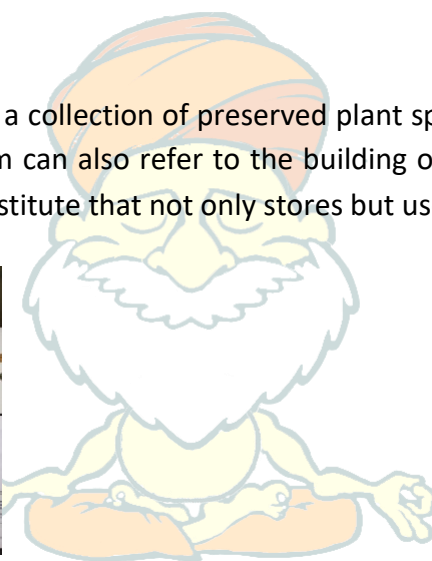 a collection of preserved plant sp
m can also refer to the building o
stitute that not only stores but us